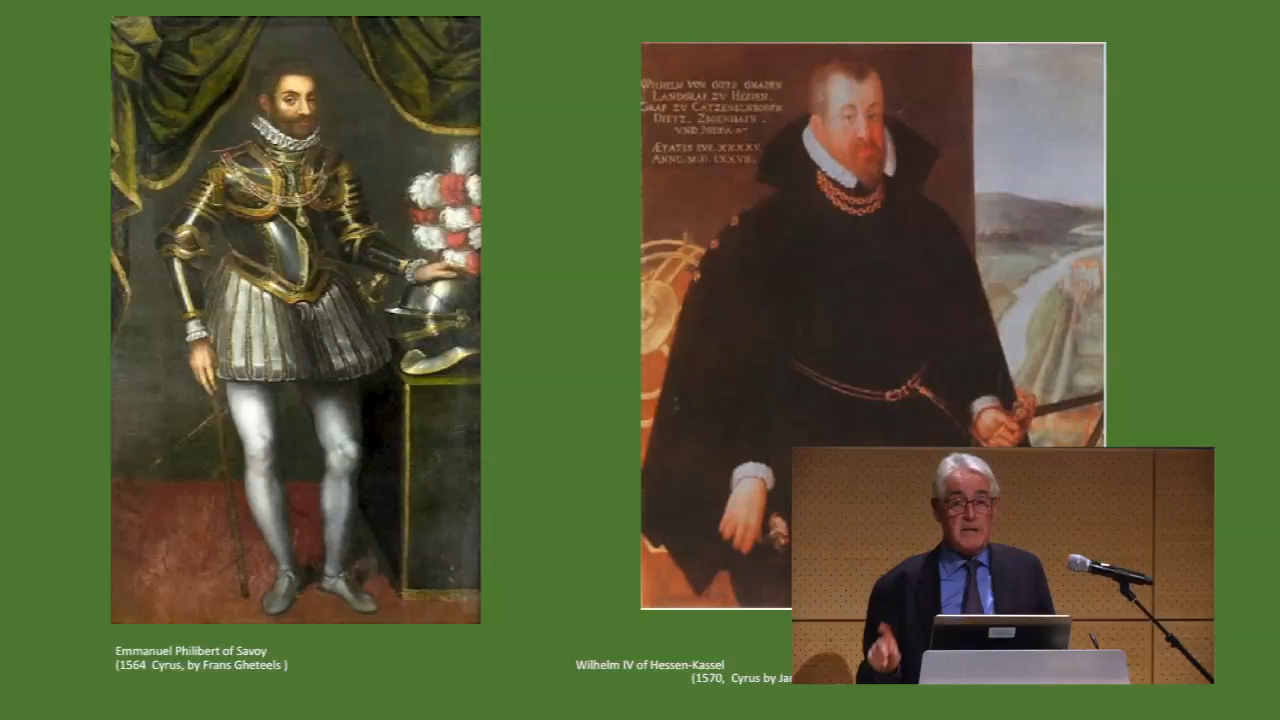 WILHELM VON GOTS GNADEN
LANDGRAF ZU HESSEN,
GRAF ZU CATZENELNBOGEN
DIETZ, ZIGENHAIN,
VND NIDDA
ÆTATIS SVÆ XXXXV
ANNO M.D.LXXVII.
Emmanuel Philibert of Savoy
(1564 Cyrus, by Frans Gheteels )
Wilhelm IV of Hessen-Kassel
(1570, Cyrus by